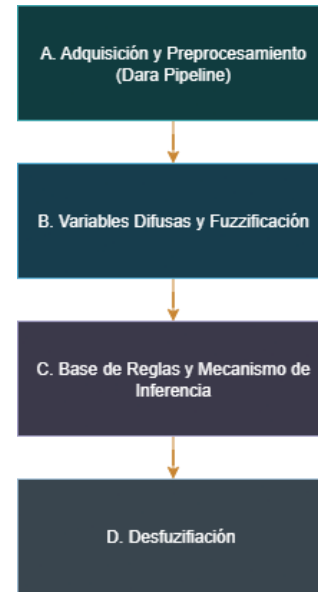 A. Adquisición y Preprocesamiento
(Dara Pipeline)
B. Variables Difusas y Fuzzificación
C. Base de Reglas y Mecanismo de
Inferencia
D. Desfuzifiación